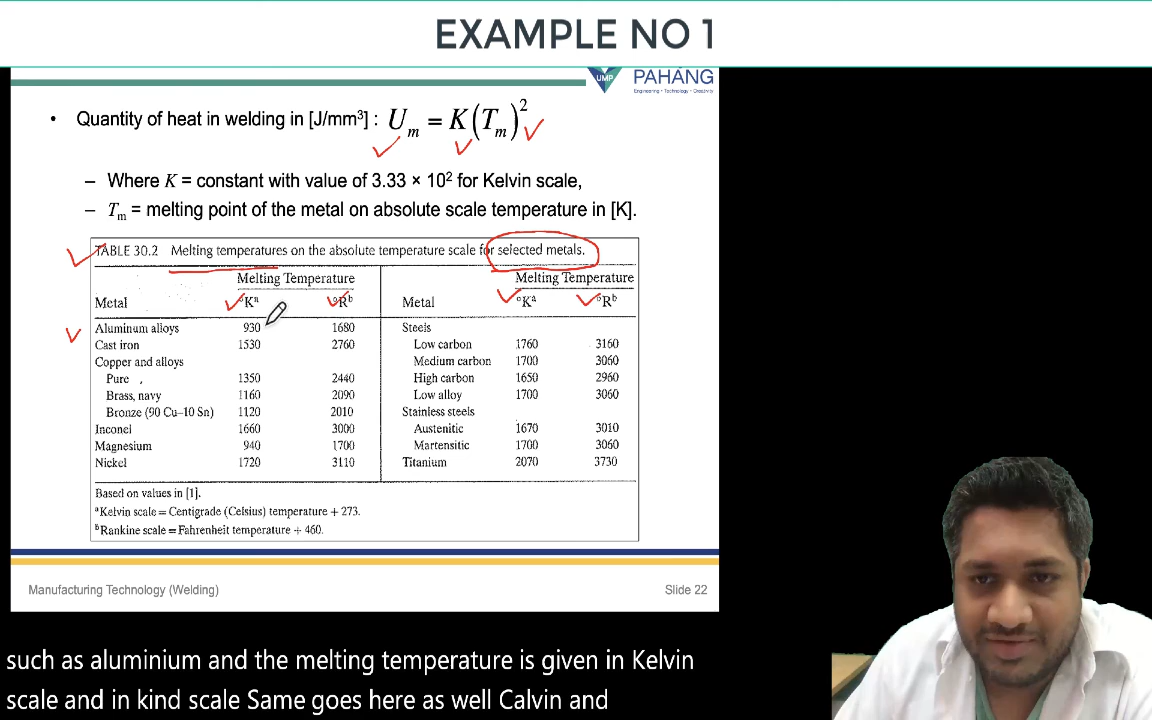 EXAMPLE NO 1
UMP
PAHANG
Engineering • Technology • Creativity
• Quantity of heat in welding in [J/mm³] : Uₘ = K(Tₘ)²
– Where K = constant with value of 3.33 × 10² for Kelvin scale,
– Tₘ = melting point of the metal on absolute scale temperature in [K].
TABLE 30.2 Melting temperatures on the absolute temperature scale for selected metals.
Melting Temperature Melting Temperature
Metal °Kᵃ °Rᵇ Metal °Kᵃ °Rᵇ
Aluminum alloys 930 1680 Steels
Cast iron 1530 2760 Low carbon 1760 3160
Copper and alloys Medium carbon 1700 3060
Pure 1350 2440 High carbon 1650 2960
Brass, navy 1160 2090 Low alloy 1700 3060
Bronze (90 Cu–10 Sn) 1120 2010 Stainless steels
Inconel 1660 3000 Austenitic 1670 3010
Magnesium 940 1700 Martensitic 1700 3060
Nickel 1720 3110 Titanium 2070 3730
Based on values in [1].
ᵃKelvin scale = Centigrade (Celsius) temperature + 273.
ᵇRankine scale = Fahrenheit temperature + 460.
Manufacturing Technology (Welding) Slide 22
such as aluminium and the melting temperature is given in Kelvin
scale and in kind scale Same goes here as well Calvin and